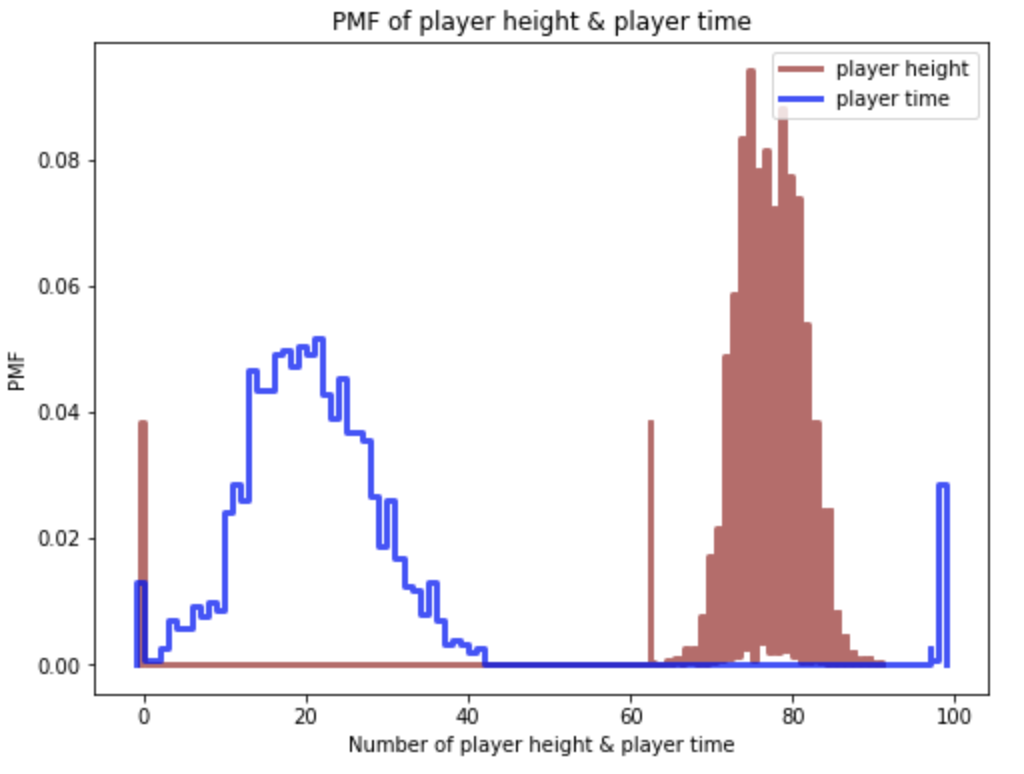 PMF of player height & player time
player height
player time
PMF
0.08
0.06
0.04
0.02
0.00
0 20 40 60 80 100
Number of player height & player time